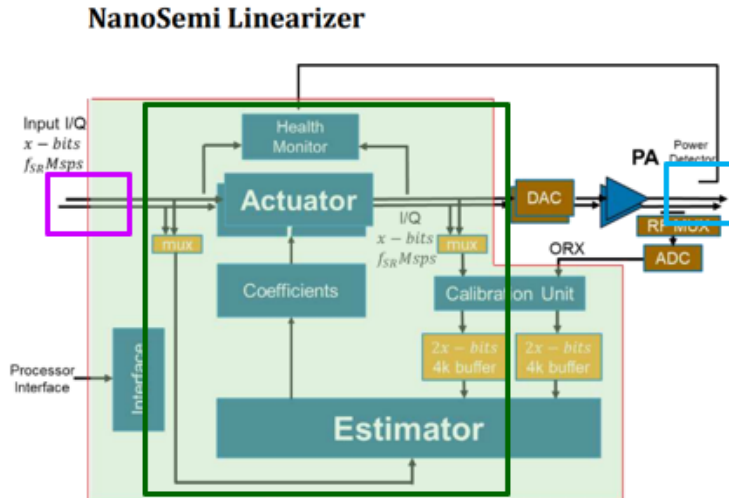 NanoSemi Linearizer
Input I/Q
x − bits
f_SR Msps
Health
Monitor
PA
Power
Detector
Actuator
DAC
I/Q
x − bits
f_SR Msps
mux
mux
RF MUX
ORX
ADC
Coefficients
Calibration Unit
Processor
Interface
Interface
2x − bits
4k buffer
2x − bits
4k buffer
Estimator